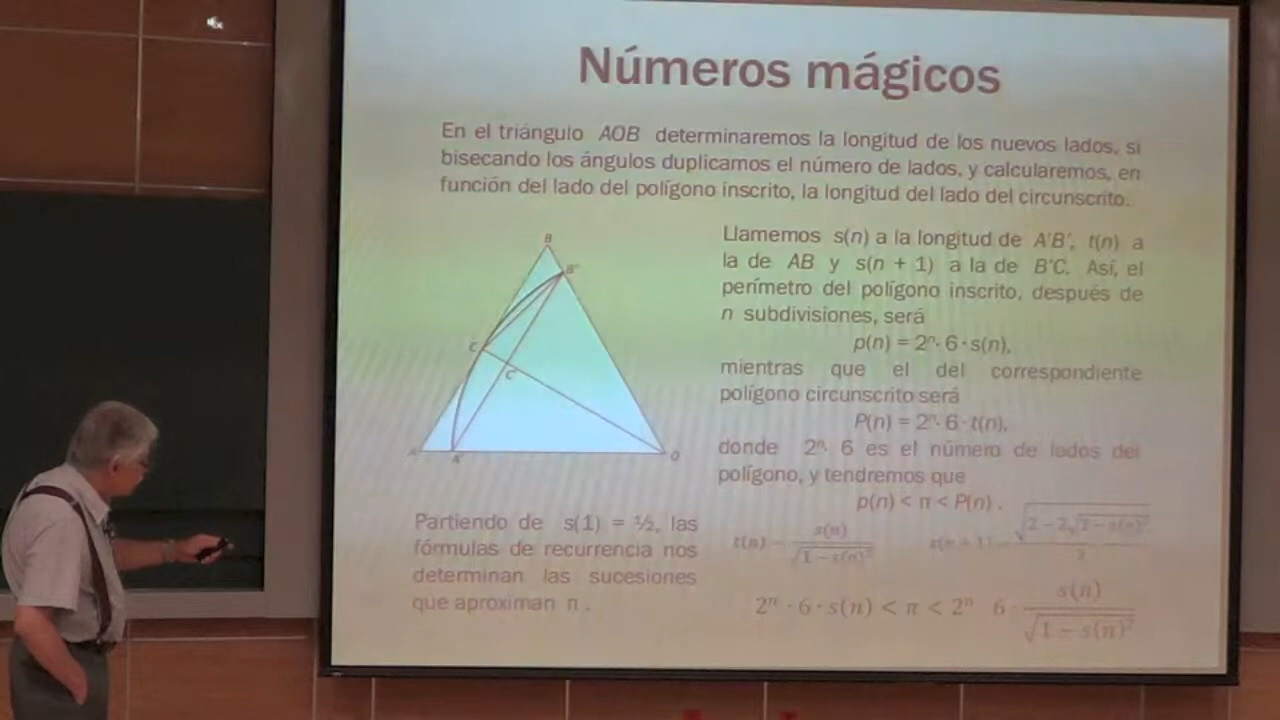 Números mágicos
En el triángulo AOB determinaremos la longitud de los nuevos lados, si
bisecando los ángulos duplicamos el número de lados, y calcularemos, en
función del lado del polígono inscrito, la longitud del lado del circunscrito.
Llamemos s(n) a la longitud de A'B', t(n) a
la de AB y s(n + 1) a la de B'C. Así, el
perímetro del polígono inscrito, después de
n subdivisiones, será
p(n) = 2ⁿ· 6 · s(n),
mientras que el del correspondiente
polígono circunscrito será
P(n) = 2ⁿ· 6 · t(n),
donde 2ⁿ· 6 es el número de lados del
polígono, y tendremos que
p(n) < π < P(n) .
B
B'
C
C'
A
A'
O
Partiendo de s(1) = ½, las
fórmulas de recurrencia nos
determinan las sucesiones
que aproximan π .
t(n) = s(n) / √(1 − s(n)²)
2ⁿ · 6 · s(n) < π < 2ⁿ 6 · s(n) / √(1 − s(n)²)